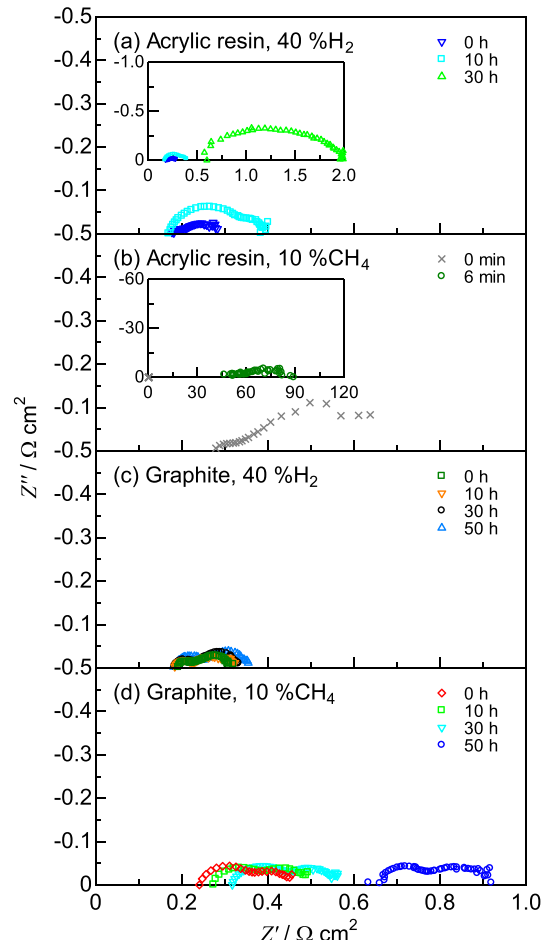 -0.5
(a) Acrylic resin, 40 %H2
0 h
10 h
30 h
-0.4
-0.3
-0.2
-0.1
-1.0
-0.5
0
0 0.5 1.0 1.5 2.0
-0.5
(b) Acrylic resin, 10 %CH4
0 min
6 min
-0.4
-0.3
-0.2
-0.1
-60
-30
0
0 30 60 90 120
-0.5
(c) Graphite, 40 %H2
0 h
10 h
30 h
50 h
-0.4
-0.3
-0.2
-0.1
-0.5
(d) Graphite, 10 %CH4
0 h
10 h
30 h
50 h
-0.4
-0.3
-0.2
-0.1
0
0 0.2 0.4 0.6 0.8 1.0
Z'' / Ω cm2
Z' / Ω cm2